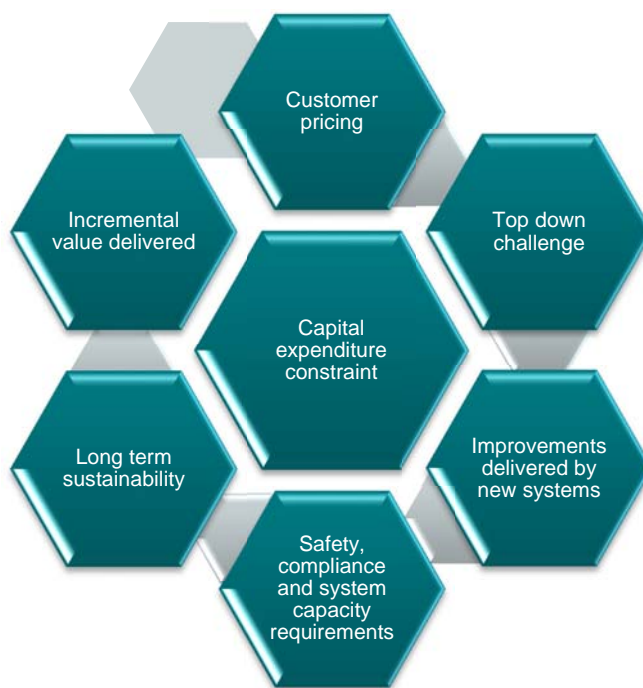 Customer
pricing
Top down
challenge
Improvements
delivered by
new systems
Safety,
compliance
and system
capacity
requirements
Long term
sustainability
Incremental
value delivered
Capital
expenditure
constraint